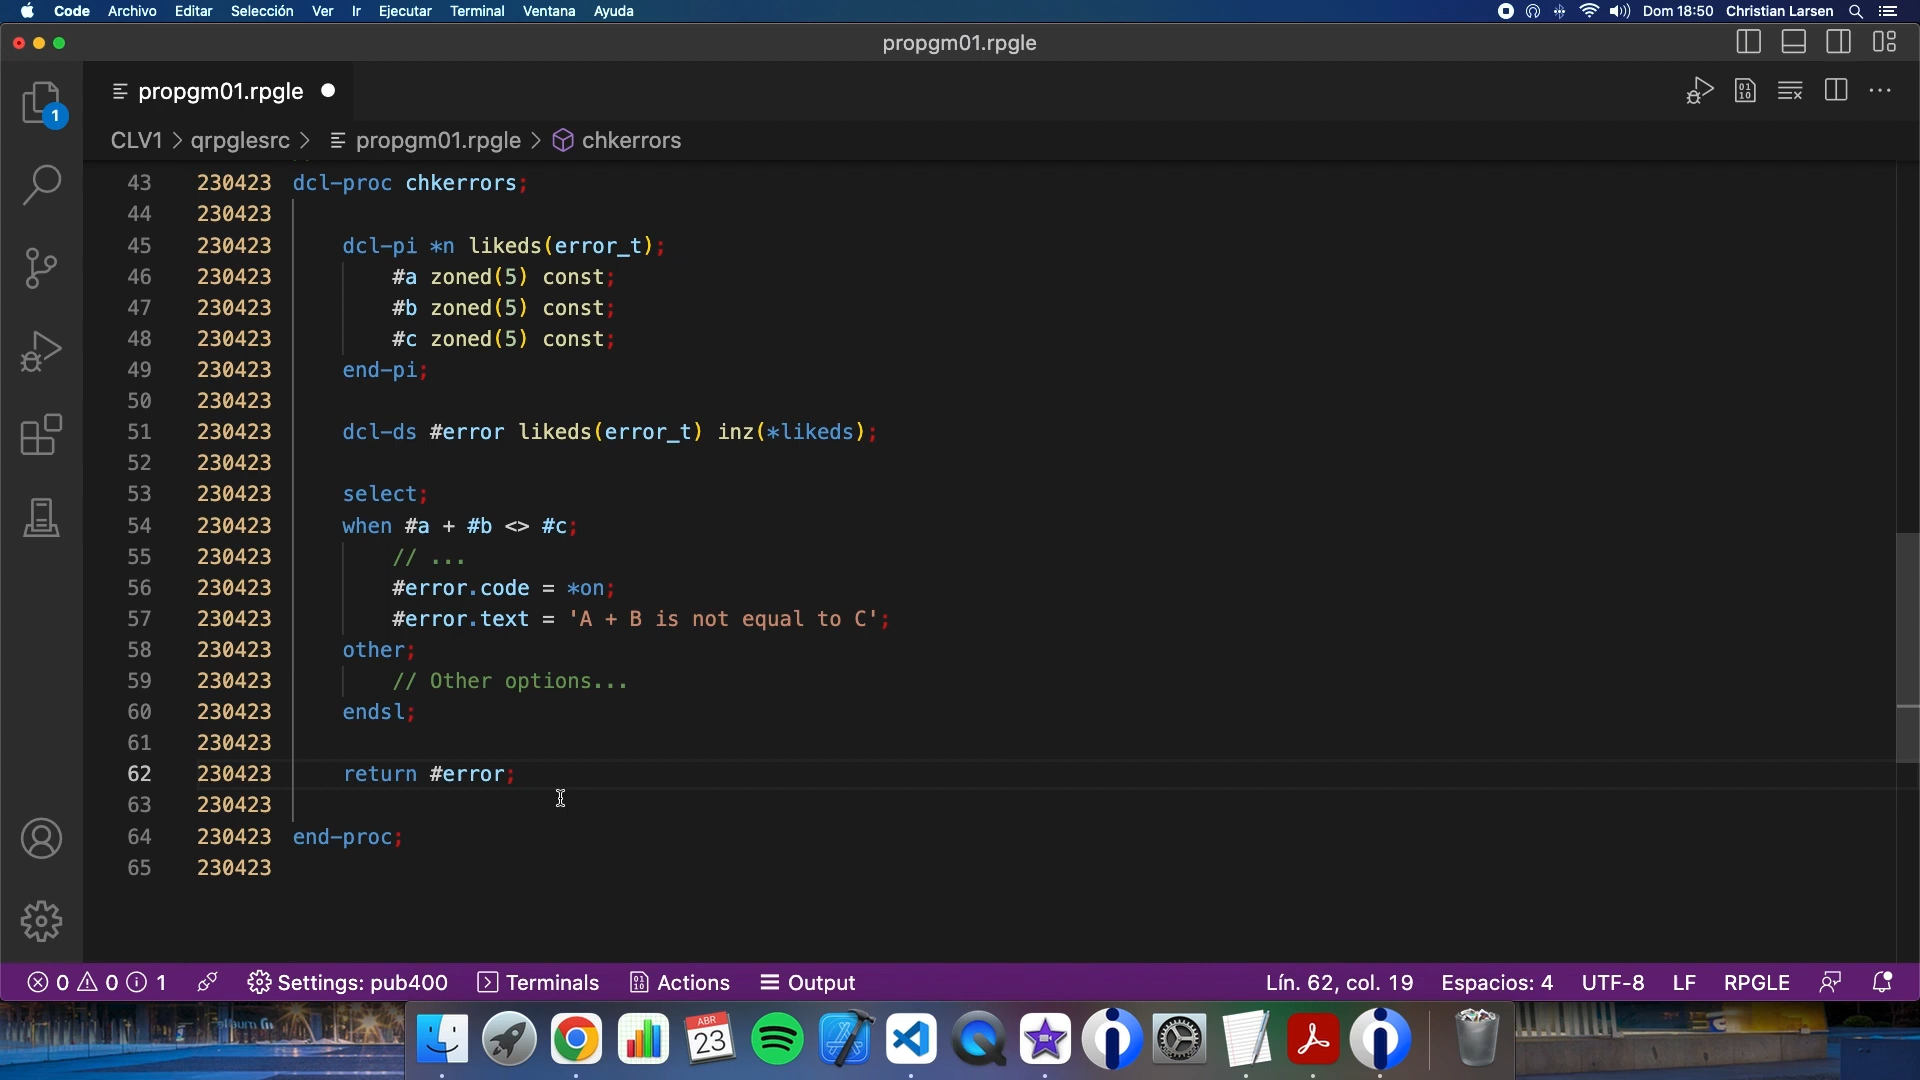 Code Archivo Editar Selección Ver Ir Ejecutar Terminal Ventana Ayuda Dom 18:50 Christian Larsen
propgm01.rpgle
propgm01.rpgle
1
CLV1 > qrpglesrc > propgm01.rpgle > chkerrors
43 230423 dcl-proc chkerrors;
44 230423
45 230423 dcl-pi *n likeds(error_t);
46 230423 #a zoned(5) const;
47 230423 #b zoned(5) const;
48 230423 #c zoned(5) const;
49 230423 end-pi;
50 230423
51 230423 dcl-ds #error likeds(error_t) inz(*likeds);
52 230423
53 230423 select;
54 230423 when #a + #b <> #c;
55 230423 // ...
56 230423 #error.code = *on;
57 230423 #error.text = 'A + B is not equal to C';
58 230423 other;
59 230423 // Other options...
60 230423 endsl;
61 230423
62 230423 return #error;
63 230423
64 230423 end-proc;
65 230423
0 0 1 Settings: pub400 Terminals Actions Output Lín. 62, col. 19 Espacios: 4 UTF-8 LF RPGLE
ABR
23